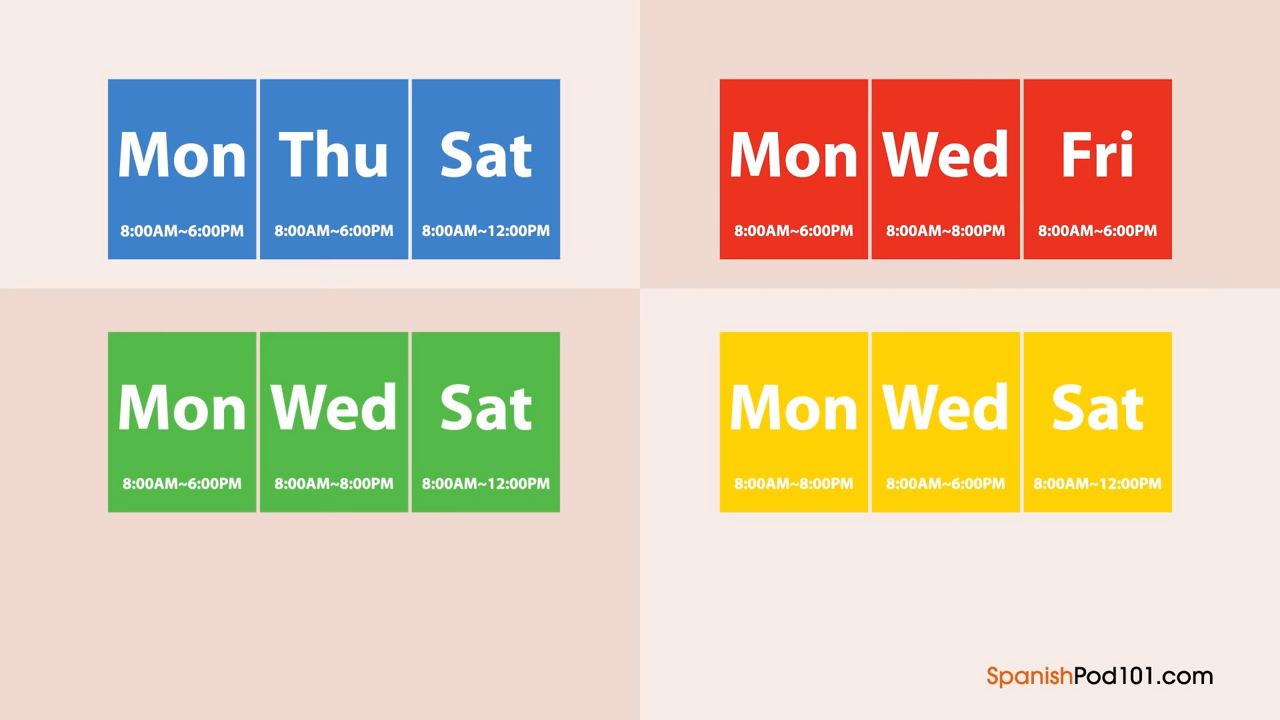 Mon Thu Sat
8:00AM~6:00PM 8:00AM~6:00PM 8:00AM~12:00PM
Mon Wed Fri
8:00AM~6:00PM 8:00AM~8:00PM 8:00AM~6:00PM
Mon Wed Sat
8:00AM~6:00PM 8:00AM~8:00PM 8:00AM~12:00PM
Mon Wed Sat
8:00AM~8:00PM 8:00AM~6:00PM 8:00AM~12:00PM
SpanishPod101.com